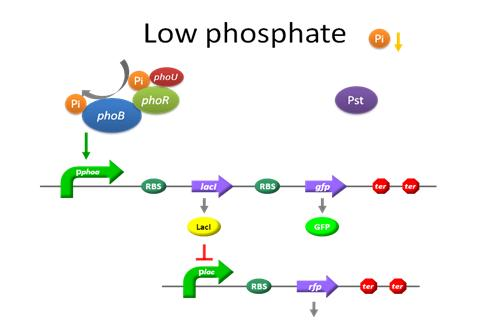 Low phosphate
Pi
Pi
phoU
Pi
phoR
phoB
Pst
pphoa
RBS
lacI
RBS
gfp
ter
ter
LacI
GFP
plac
RBS
rfp
ter
ter